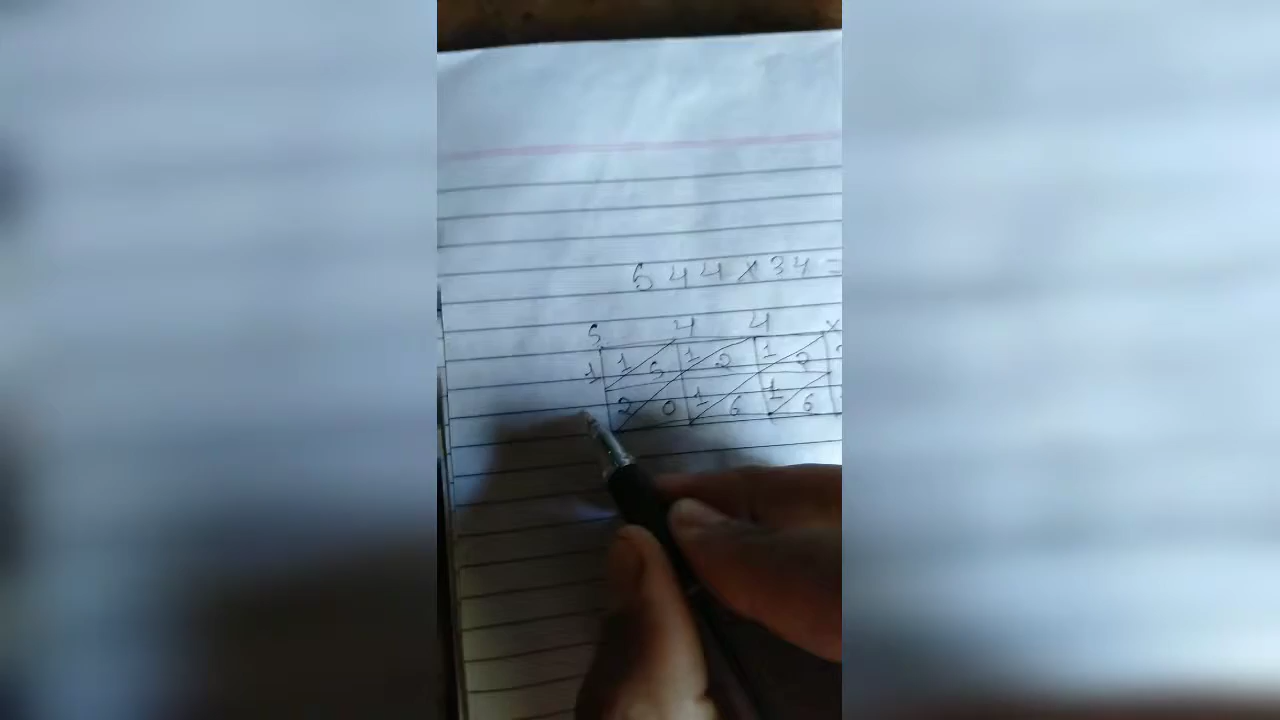 544x34=
5 4 4 x
1 1 5 1 2 1 2
2 0 1 6 1 6